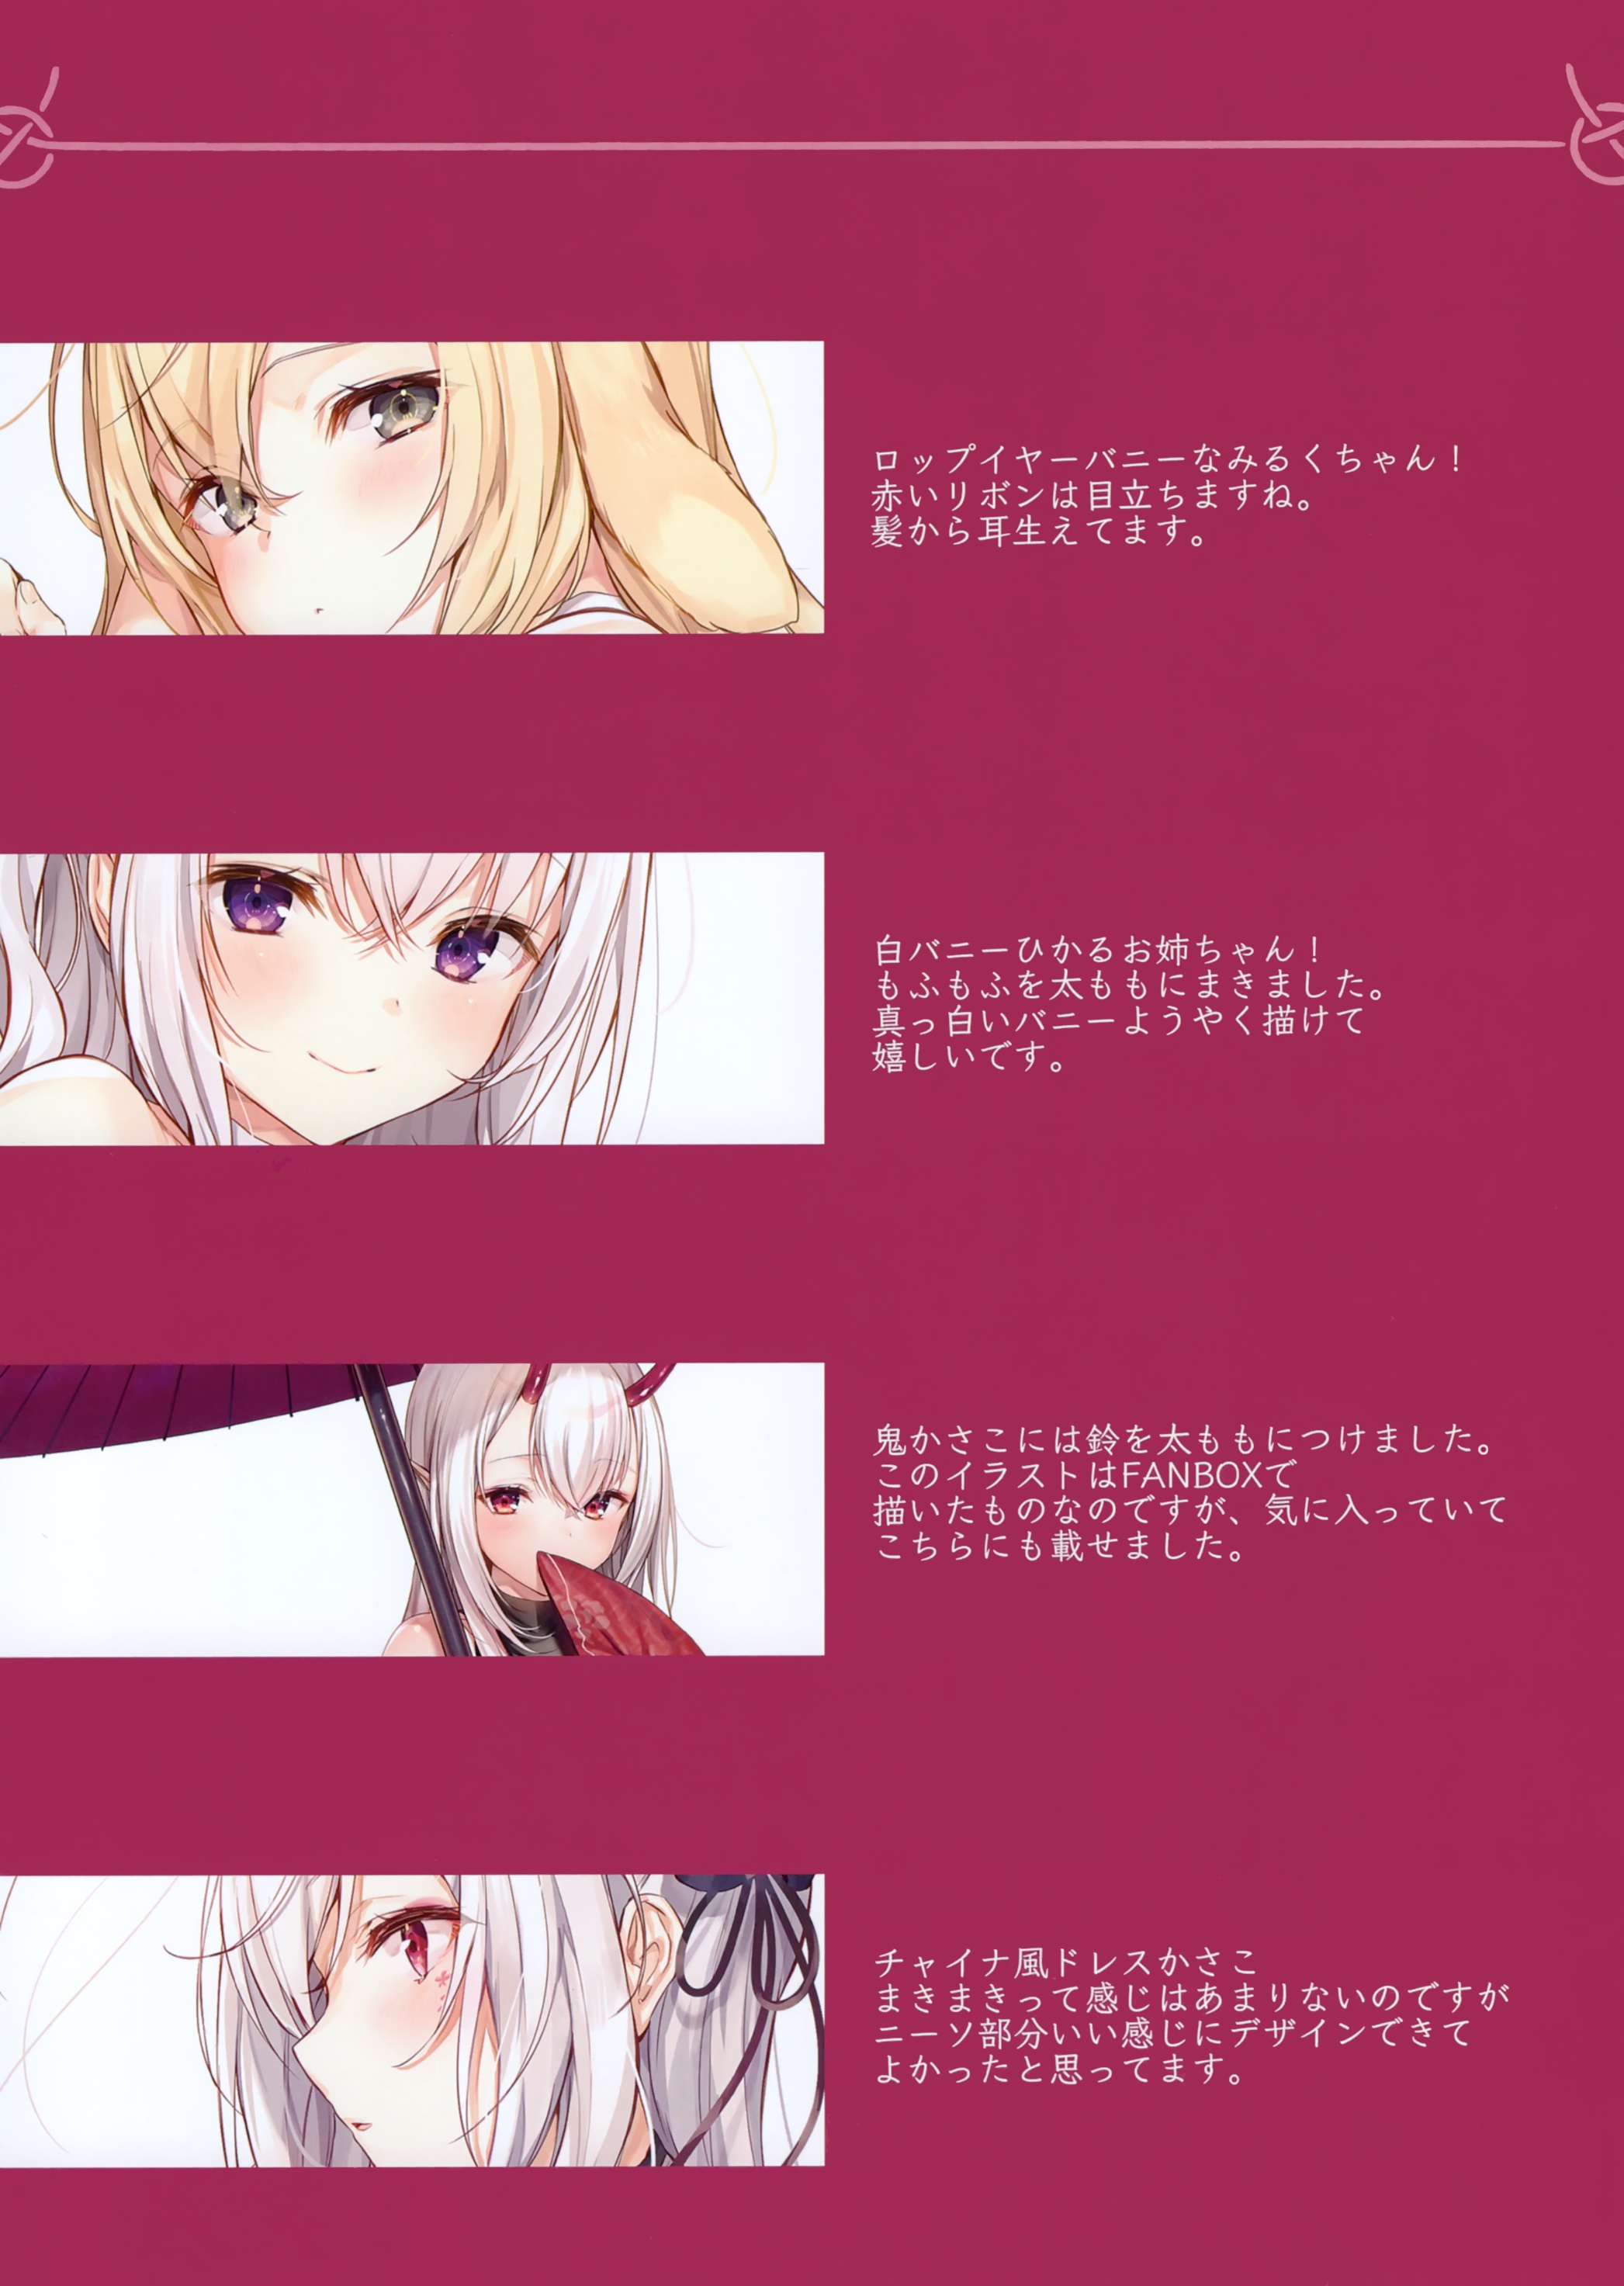 ロップイヤーバニーなみるくちゃん！
赤いリボンは目立ちますね。
髪から耳生えてます。
白バニーひかるお姉ちゃん！
もふもふを太ももにまきました。
真っ白いバニーようやく描けて
嬉しいです。
鬼かさこには鈴を太ももにつけました。
このイラストはFANBOXで
描いたものなのですが、気に入っていて
こちらにも載せました。
チャイナ風ドレスかさこ
まきまきって感じはあまりないのですが
ニーソ部分いい感じにデザインできて
よかったと思ってます。